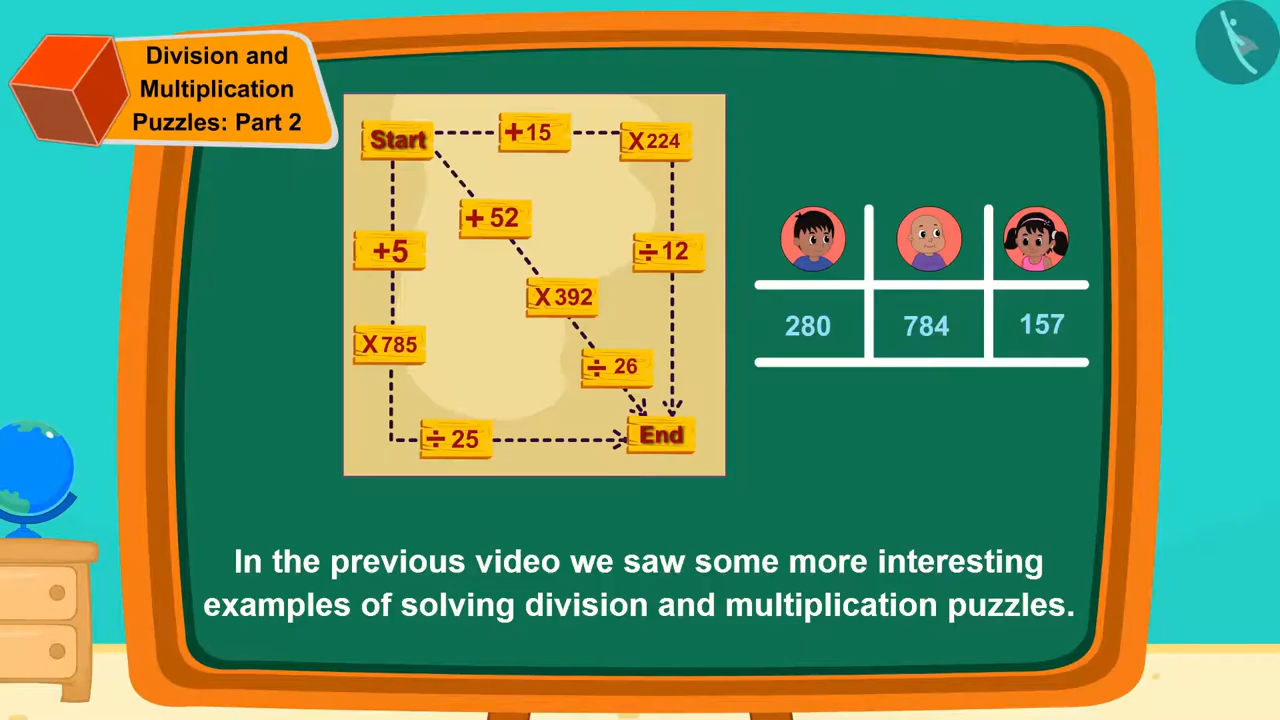 Division and
Multiplication
Puzzles: Part 2
Start
+15
X224
+ 52
+5
÷12
X392
X785
÷ 26
÷ 25
End
280 784 157
In the previous video we saw some more interesting
examples of solving division and multiplication puzzles.